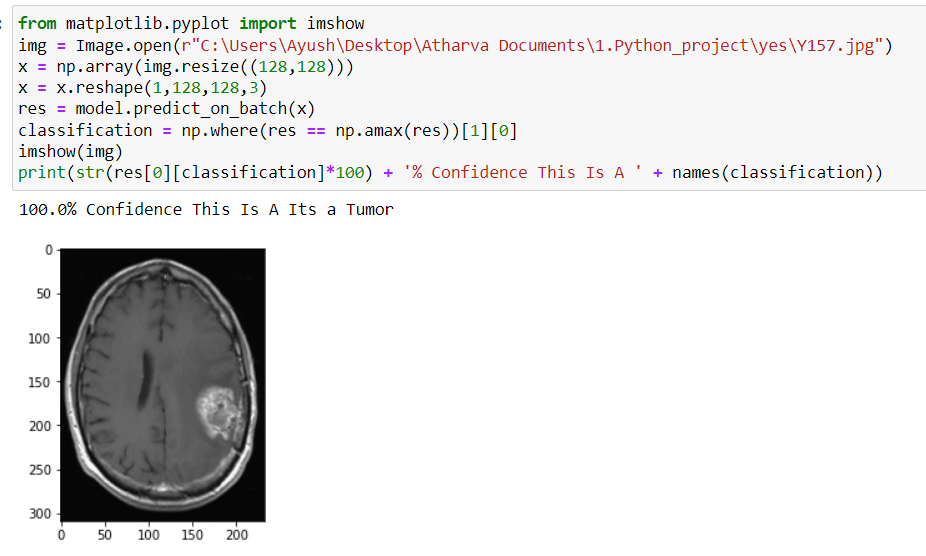 :
from matplotlib.pyplot import imshow
img = Image.open(r"C:\Users\Ayush\Desktop\Atharva Documents\1.Python_project\yes\Y157.jpg")
x = np.array(img.resize((128,128)))
x = x.reshape(1,128,128,3)
res = model.predict_on_batch(x)
classification = np.where(res == np.amax(res))[1][0]
imshow(img)
print(str(res[0][classification]*100) + '% Confidence This Is A ' + names(classification))
100.0% Confidence This Is A Its a Tumor
0
50
100
150
200
250
300
0 50 100 150 200